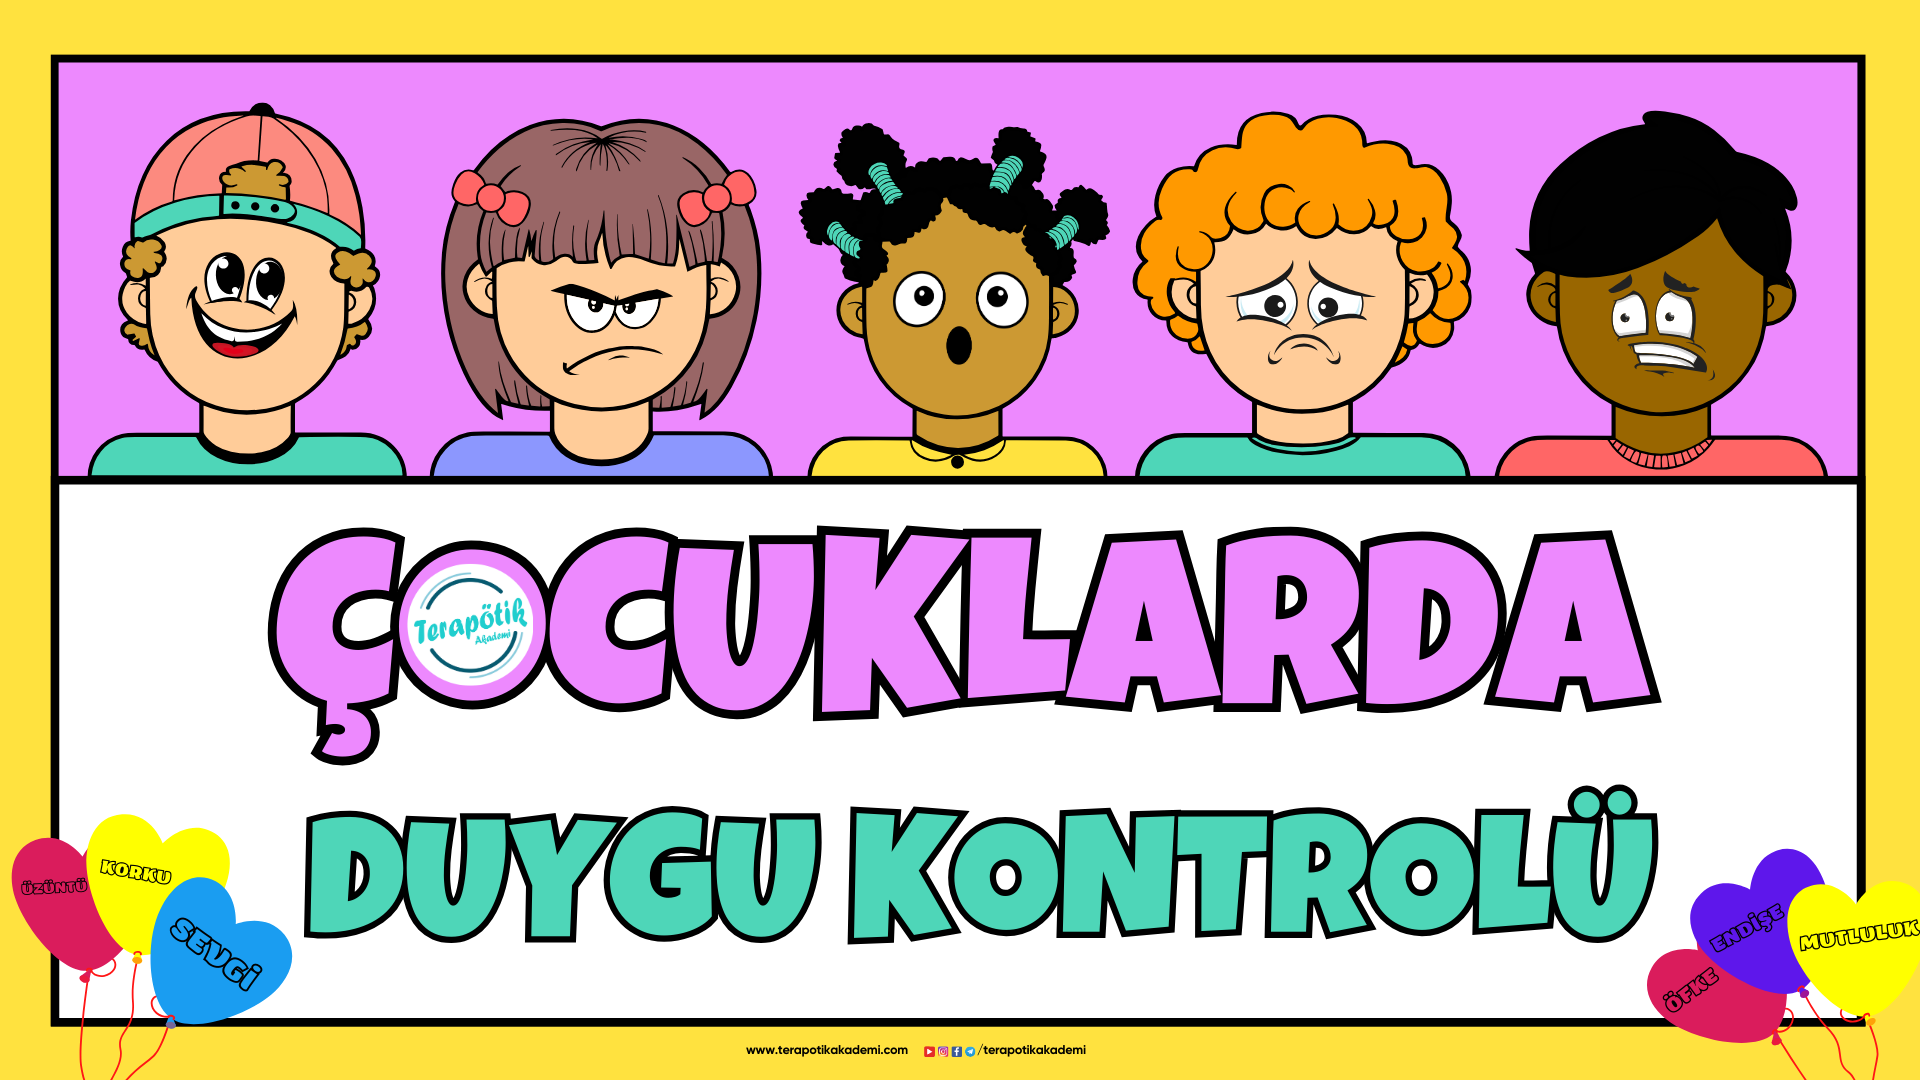 ÇOCUKLARDA
Terapötik
Akademi
DUYGU KONTROLÜ
ÜZÜNTÜ
KORKU
SEVGİ
ENDİŞE
MUTLULUK
ÖFKE
www.terapotikakademi.com /terapotikakademi